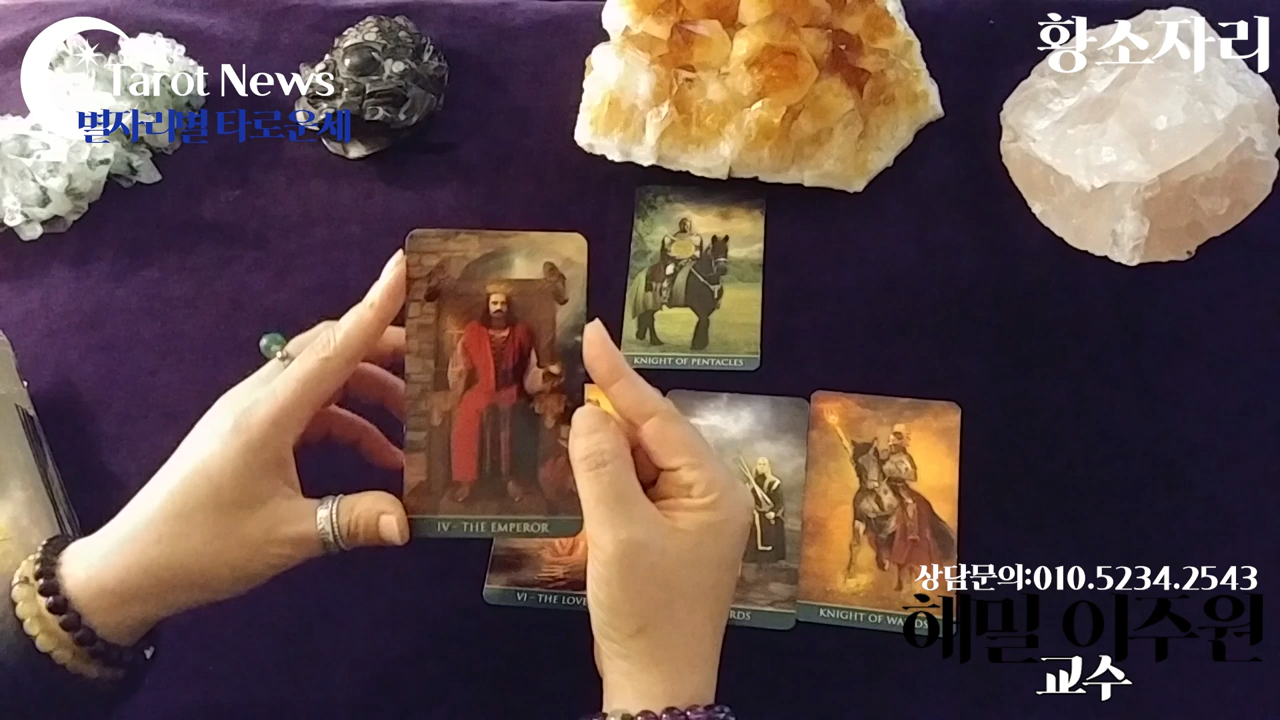 Tarot News
별자리별 타로운세
황소자리
KNIGHT OF PENTACLES
IV - THE EMPEROR
VI - THE LOVE
RDS
KNIGHT OF WANDS
상담문의:010.5234.2543
해밀 이주원
교수